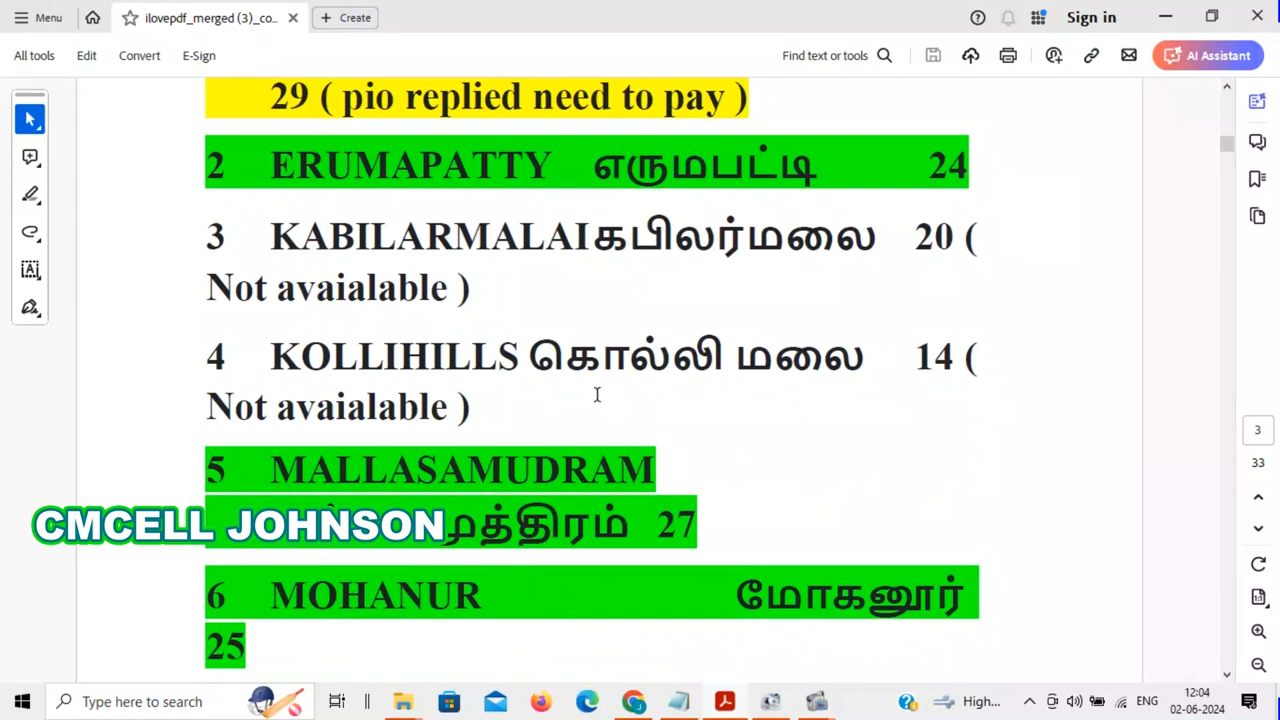 Menu
ilovepdf_merged (3)_co...
Create
Sign in
All tools Edit Convert E-Sign
Find text or tools
AI Assistant
29 ( pio replied need to pay )
2 ERUMAPATTY எருமபட்டி 24
3 KABILARMALAI கபிலர்மலை 20 (
Not avaialable )
4 KOLLIHILLS கொல்லி மலை 14 (
Not avaialable )
5 MALLASAMUDRAM
27
CMCELL JOHNSON
6 MOHANUR மோகனூர்
25
3
33
Type here to search
High...
ENG
12:04
02-06-2024